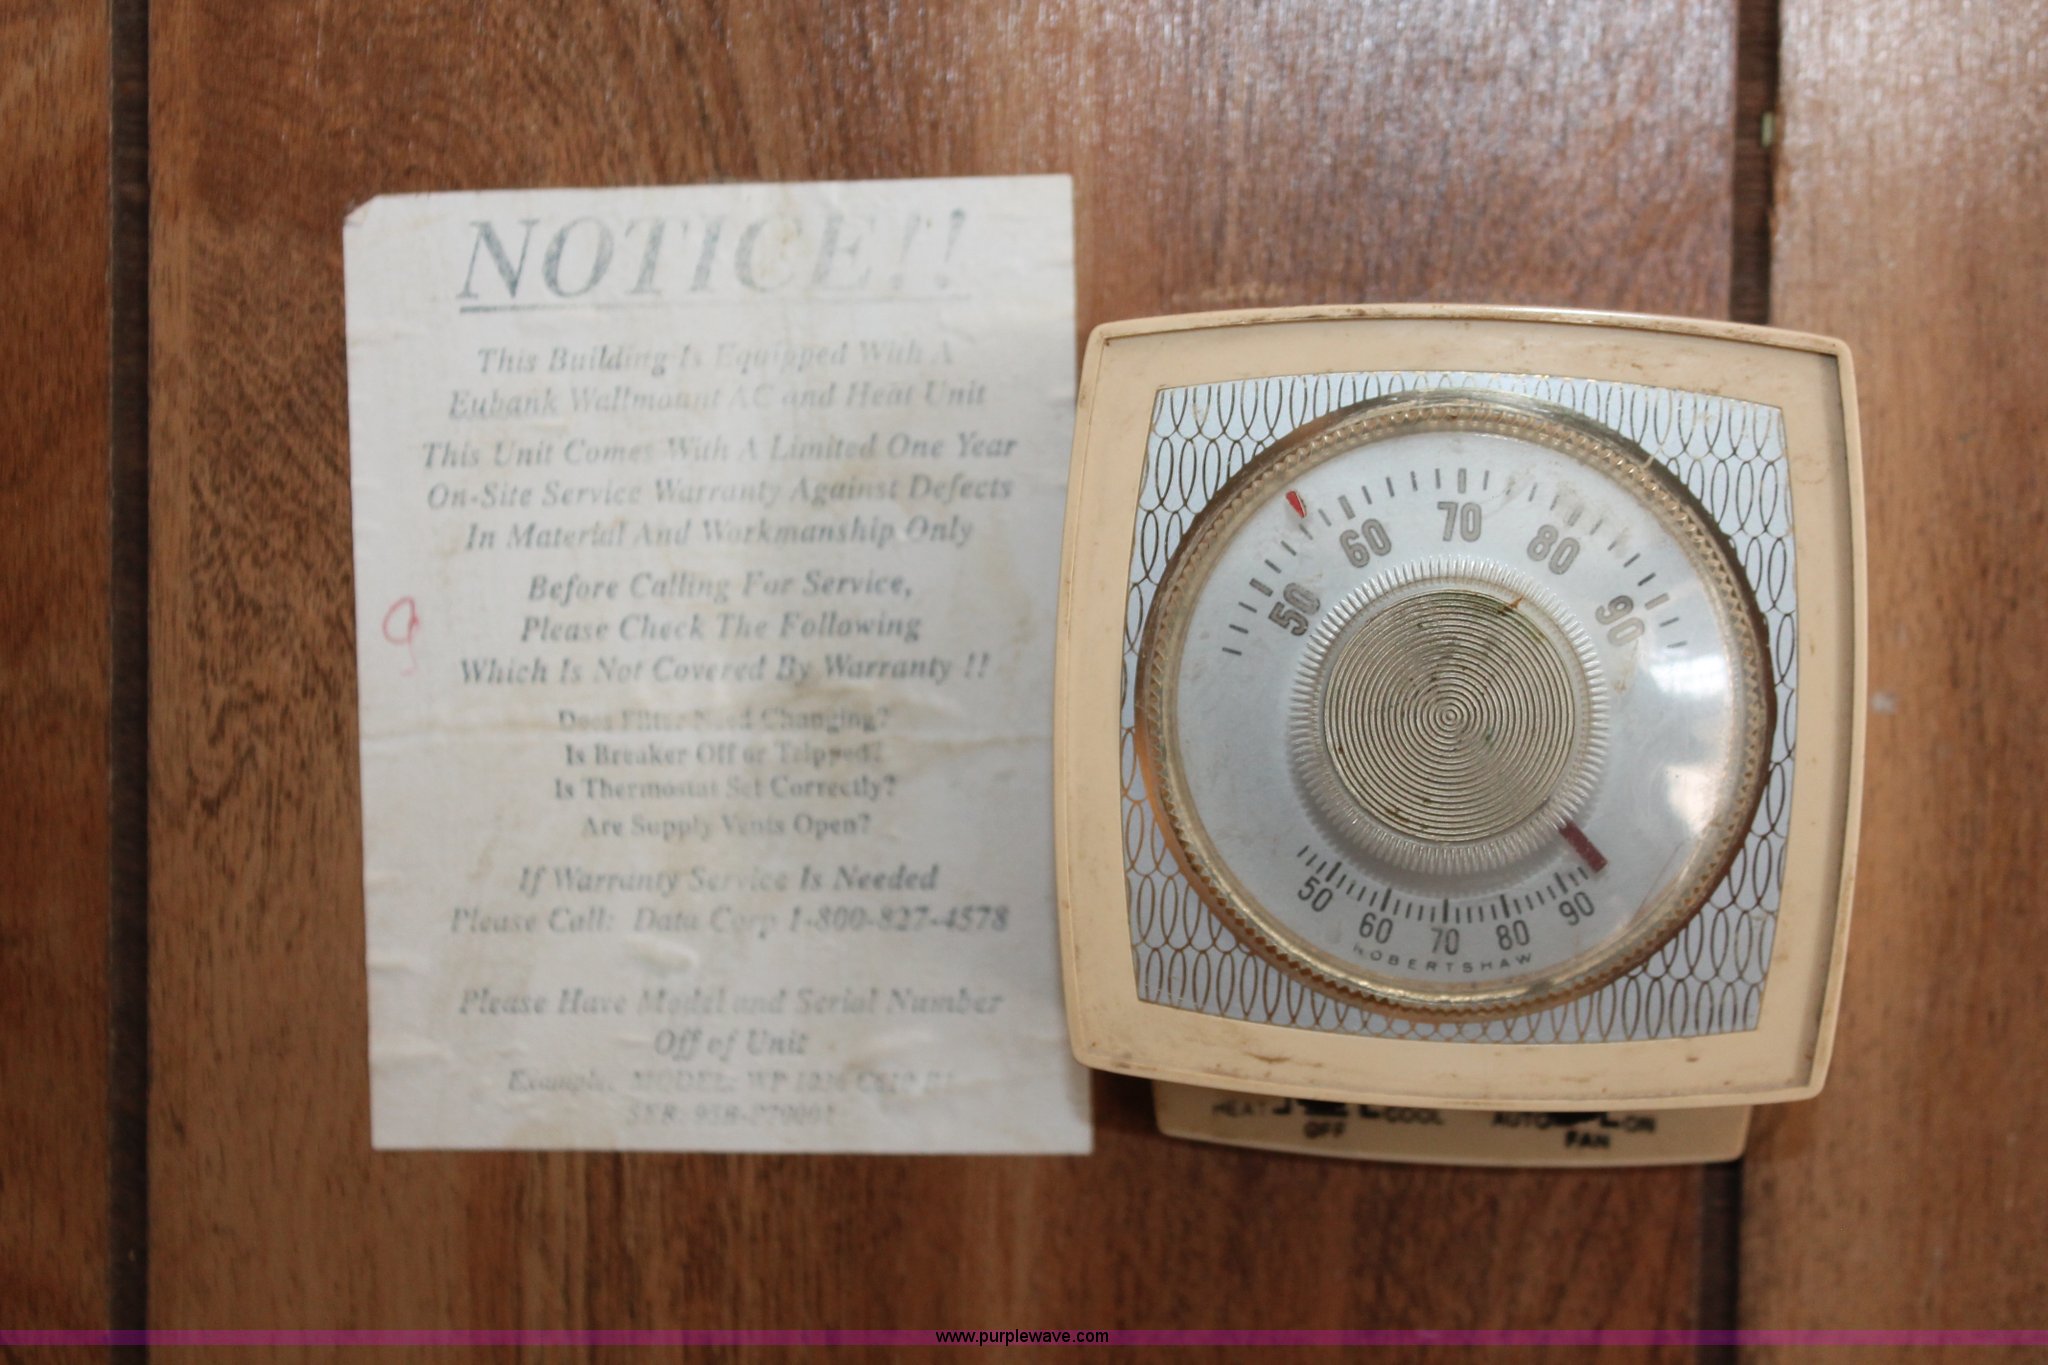 NOTICE!!
This Building Is Equipped With A
Eubank Wallmount AC and Heat Unit
This Unit Comes With A Limited One Year
On-Site Service Warranty Against Defects
In Material And Workmanship Only
Before Calling For Service,
Please Check The Following
Which Is Not Covered By Warranty !!
Does Filter Need Changing?
Is Breaker Off or Tripped?
Is Thermostat Set Correctly?
Are Supply Vents Open?
If Warranty Service Is Needed
Please Call: Data Corp 1-800-827-4578
Please Have Model and Serial Number
Off of Unit
Example: MODEL:
9
50 60 70 80 90
50 60 70 80 90
ROBERTSHAW
HEAT OFF COOL
AUTO FAN ON
www.purplewave.com